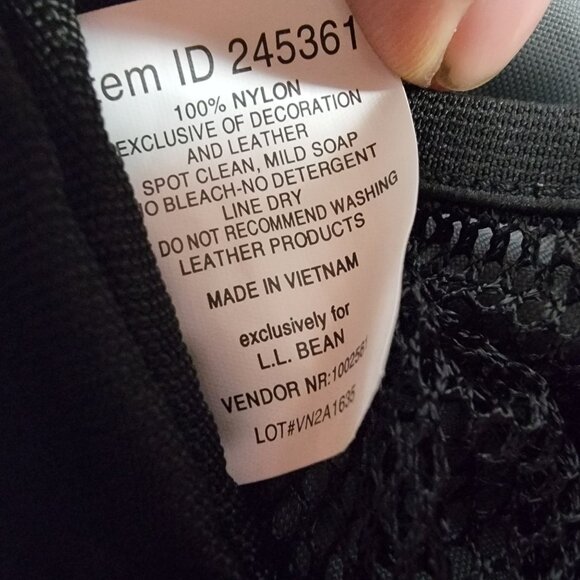 tem ID 245361
100% NYLON
EXCLUSIVE OF DECORATION
AND LEATHER
SPOT CLEAN, MILD SOAP
O BLEACH-NO DETERGENT
LINE DRY
DO NOT RECOMMEND WASHING
LEATHER PRODUCTS
MADE IN VIETNAM
exclusively for
L.L. BEAN
VENDOR NR:1002561
LOT#VN2A1635